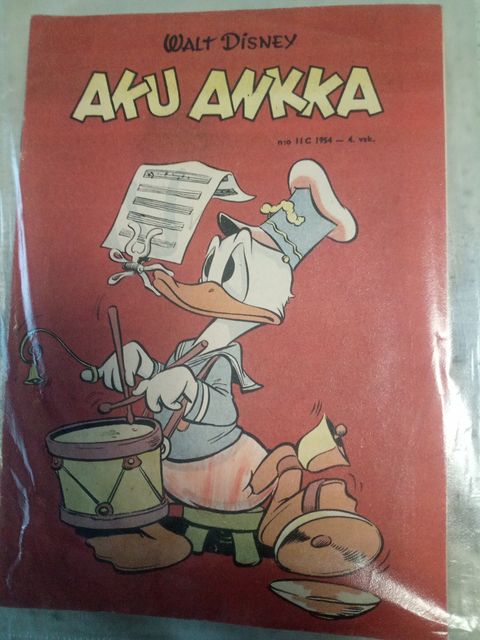 WALT DISNEY
AKU ANKKA
n:o 11 C 1954 — 4. vsk.